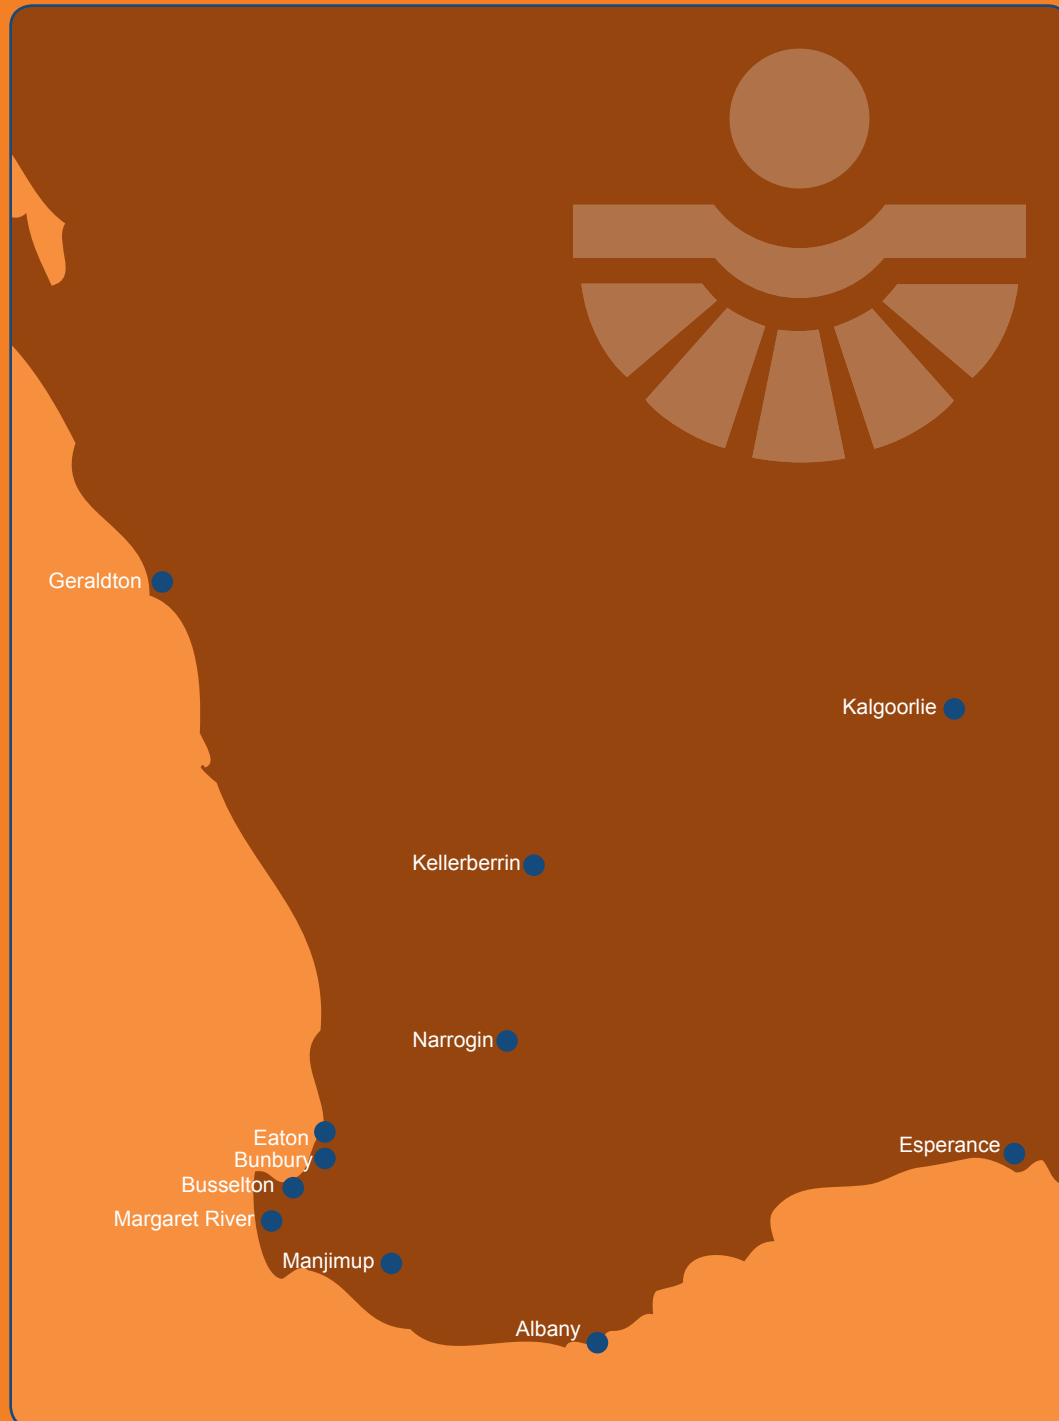 Geraldton
Kalgoorlie
Kellerberrin
Narrogin
Eaton
Esperance
Bunbury
Busselton
Margaret River
Manjimup
Albany